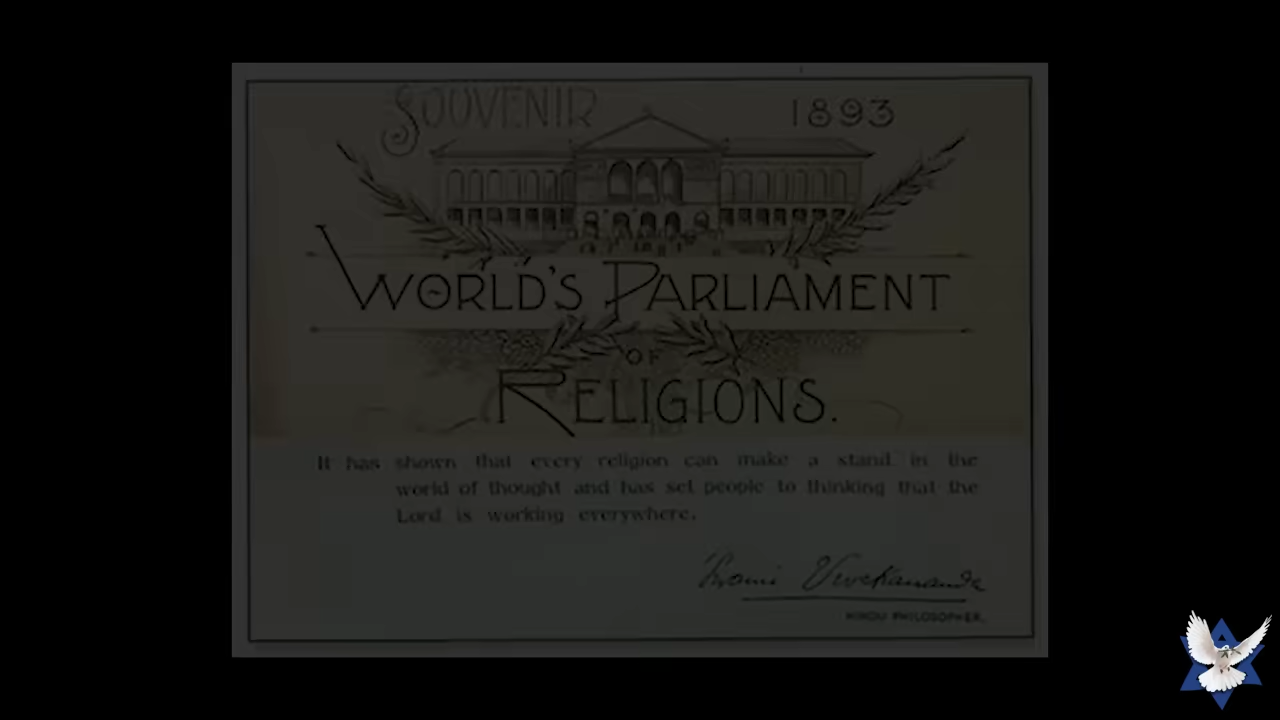 SOUVENIR 1893
WORLD'S PARLIAMENT
OF
RELIGIONS.
It has shown that every religion can make a stand in the
world of thought and has set people to thinking that the
Lord is working everywhere.
Swami Vivekananda
HINDU PHILOSOPHER.